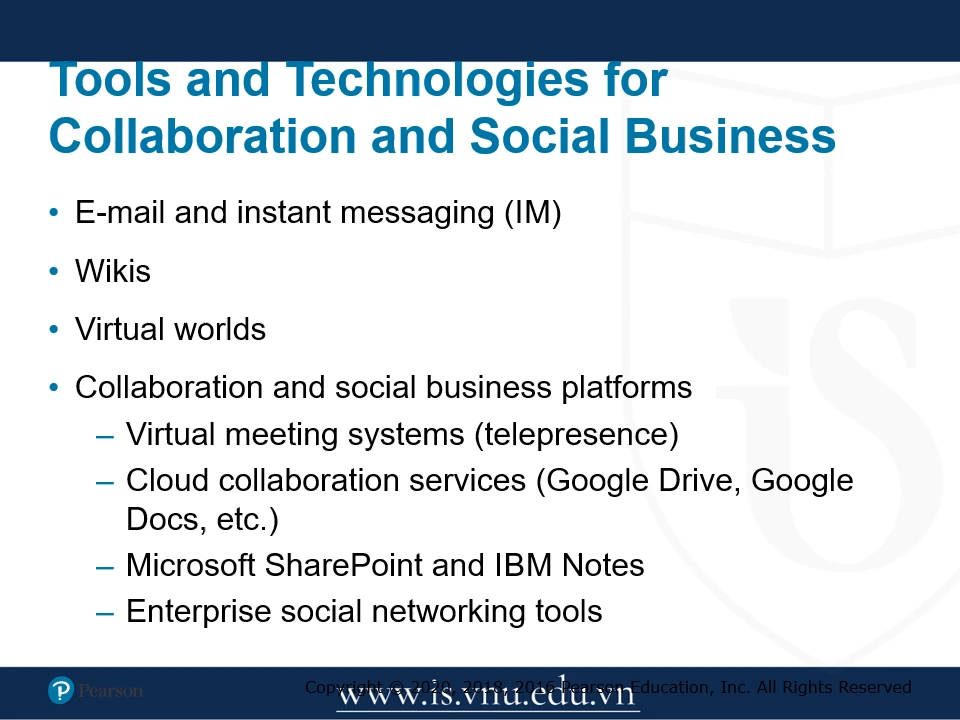 Tools and Technologies for
Collaboration and Social Business
• E-mail and instant messaging (IM)
• Wikis
• Virtual worlds
• Collaboration and social business platforms
– Virtual meeting systems (telepresence)
– Cloud collaboration services (Google Drive, Google
Docs, etc.)
– Microsoft SharePoint and IBM Notes
– Enterprise social networking tools
iS
Pearson
Copyright © 2020, 2018, 2016 Pearson Education, Inc. All Rights Reserved
www.is.vnu.edu.vn